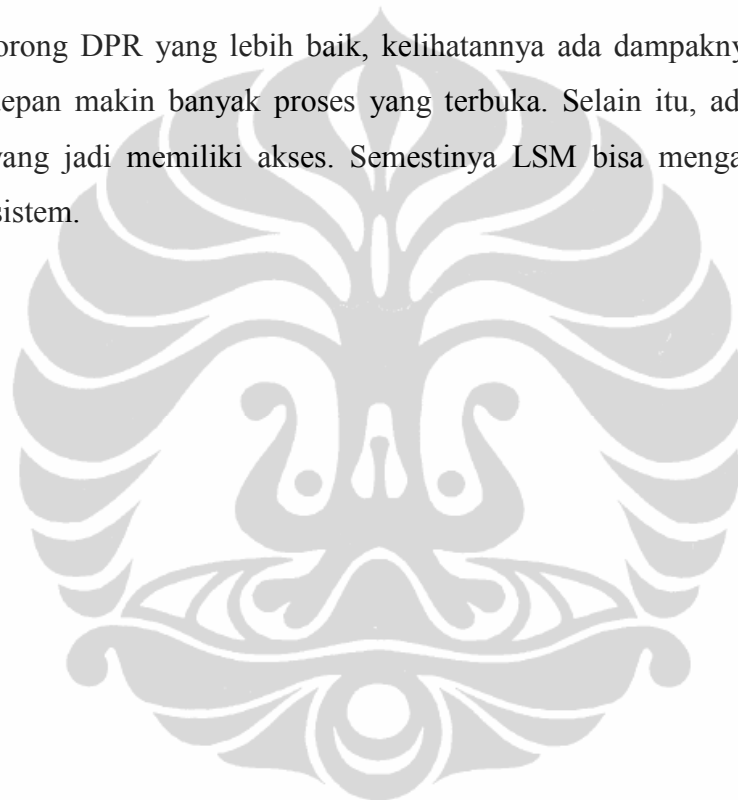 orong DPR yang lebih baik, kelihatannya ada dampakny
epan makin banyak proses yang terbuka. Selain itu, ad
yang jadi memiliki akses. Semestinya LSM bisa menga
sistem.